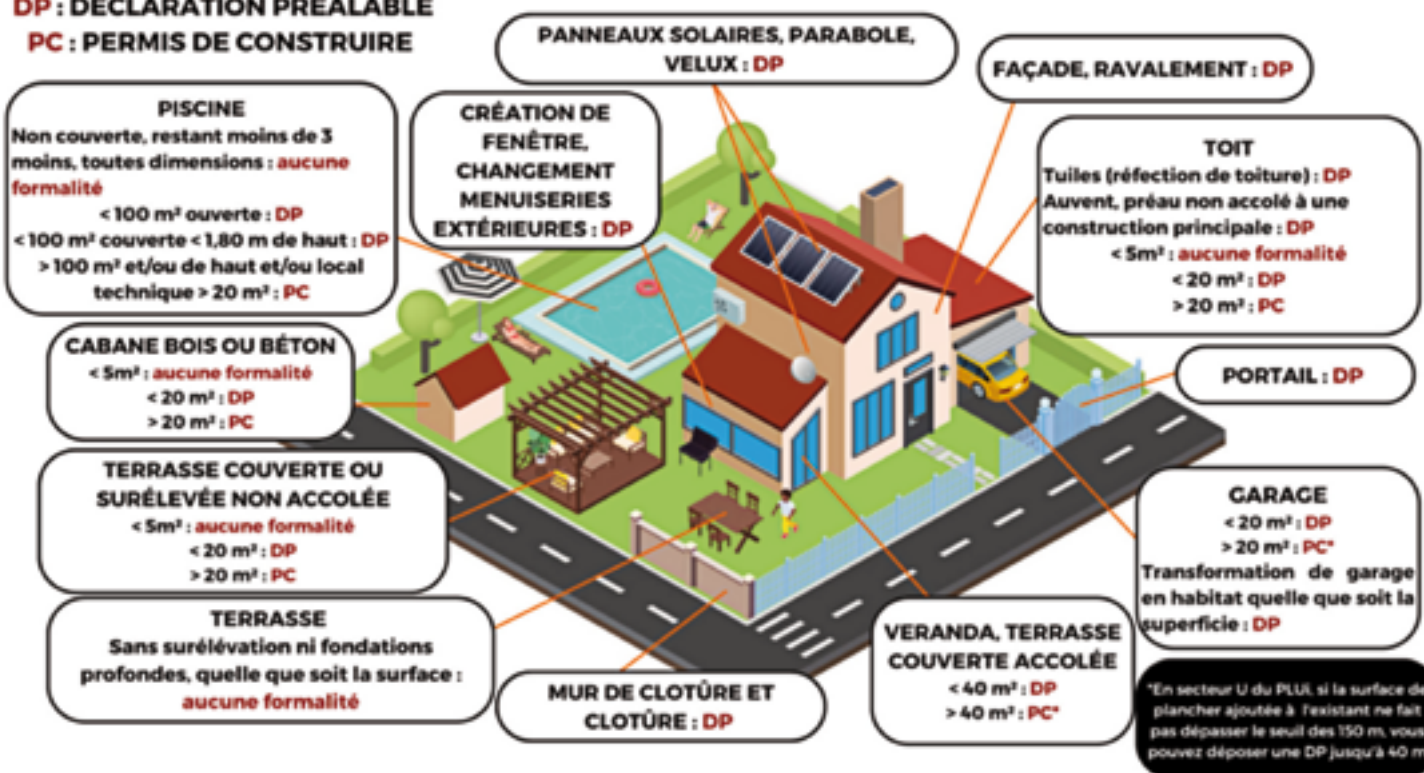 DP : DÉCLARATION PRÉALABLE
PC : PERMIS DE CONSTRUIRE
PANNEAUX SOLAIRES, PARABOLE,
VELUX : DP
FAÇADE, RAVALEMENT : DP
PISCINE
Non couverte, restant moins de 3
mois, toutes dimensions : aucune
formalité
< 100 m² ouverte : DP
< 100 m² couverte < 1,80 m de haut : DP
> 100 m² et/ou de haut et/ou local
technique > 20 m² : PC
CRÉATION DE
FENÊTRE,
CHANGEMENT
MENUISERIES
EXTÉRIEURES : DP
TOIT
Tuiles (réfection de toiture) : DP
Auvent, préau non accolé à une
construction principale : DP
< 5m² : aucune formalité
< 20 m² : DP
> 20 m² : PC
CABANE BOIS OU BÉTON
< 5m² : aucune formalité
< 20 m² : DP
> 20 m² : PC
PORTAIL : DP
TERRASSE COUVERTE OU
SURÉLEVÉE NON ACCOLÉE
< 5m² : aucune formalité
< 20 m² : DP
> 20 m² : PC
GARAGE
< 20 m² : DP
> 20 m² : PC*
Transformation de garage
en habitat quelle que soit la
superficie : DP
TERRASSE
Sans surélévation ni fondations
profondes, quelle que soit la surface :
aucune formalité
VERANDA, TERRASSE
COUVERTE ACCOLÉE
< 40 m² : DP
> 40 m² : PC*
MUR DE CLOTÛRE ET
CLOTÛRE : DP
*En secteur U du PLUi, si la surface de
plancher ajoutée à l'existant ne fait
pas dépasser le seuil des 150 m, vous
pouvez déposer une DP jusqu'à 40 m